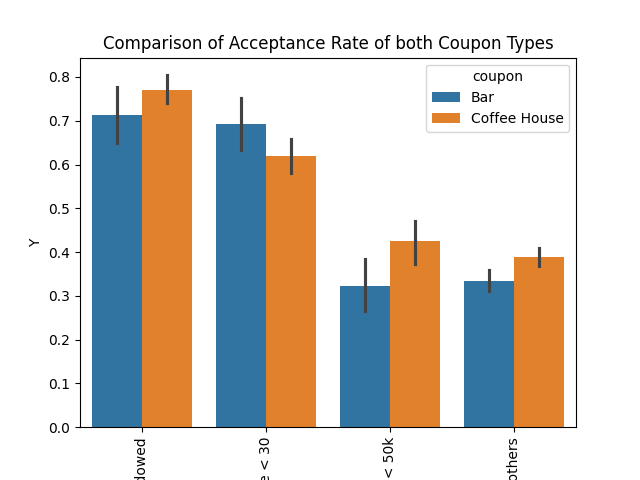 Comparison of Acceptance Rate of both Coupon Types
coupon
Bar
Coffee House
Y
0.8
0.7
0.6
0.5
0.4
0.3
0.2
0.1
0.0
< 30
< 50k
others